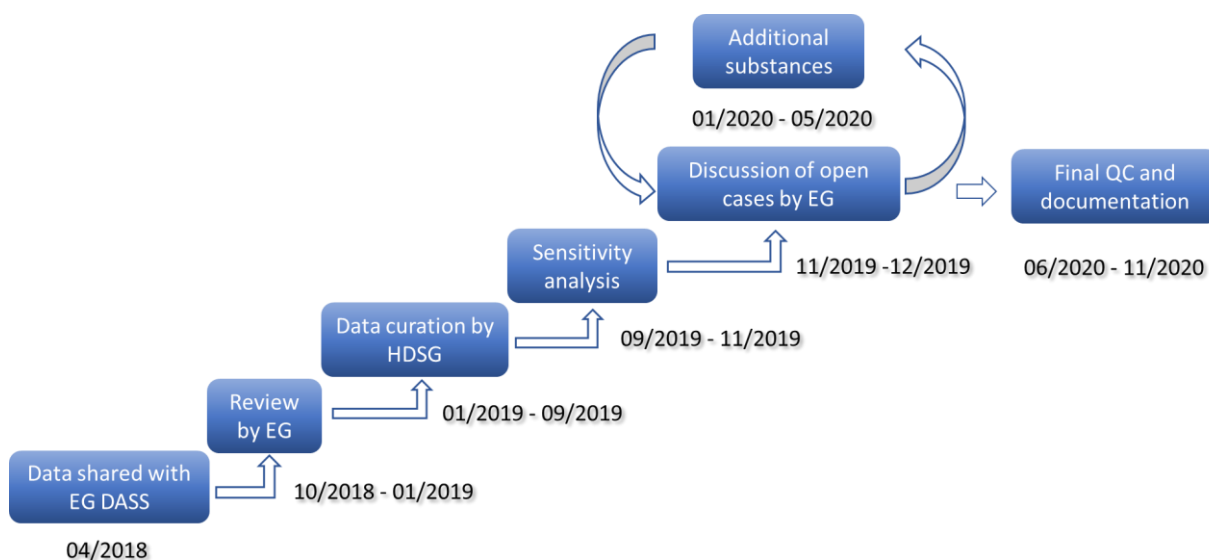 Data shared with
EG DASS
04/2018
Review
by EG
10/2018 - 01/2019
Data curation by
HDSG
01/2019 - 09/2019
Sensitivity
analysis
09/2019 - 11/2019
Discussion of open
cases by EG
11/2019 -12/2019
Additional
substances
01/2020 - 05/2020
Final QC and
documentation
06/2020 - 11/2020